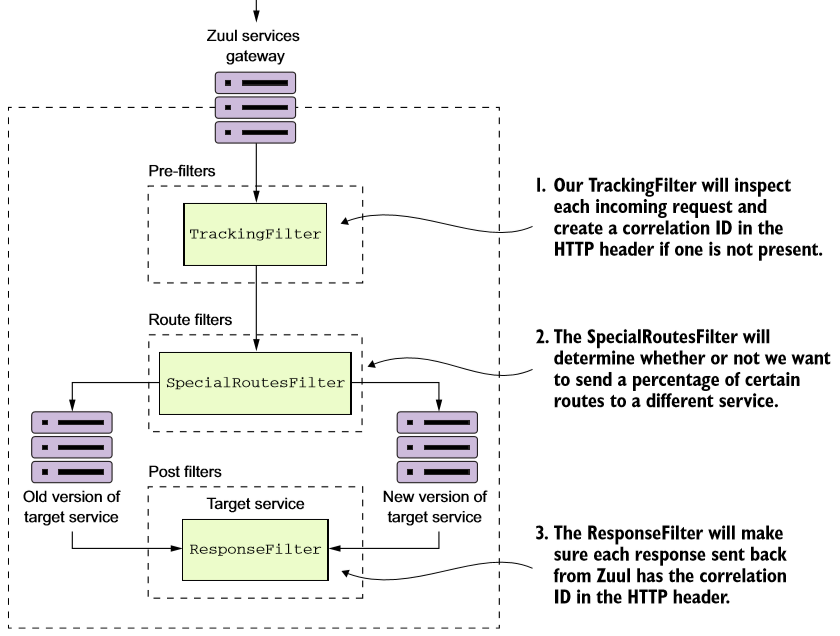 Zuul services
gateway
Pre-filters
TrackingFilter
1. Our TrackingFilter will inspect
each incoming request and
create a correlation ID in the
HTTP header if one is not present.
Route filters
SpecialRoutesFilter
2. The SpecialRoutesFilter will
determine whether or not we want
to send a percentage of certain
routes to a different service.
Old version of
target service
New version of
target service
Post filters
Target service
ResponseFilter
3. The ResponseFilter will make
sure each response sent back
from Zuul has the correlation
ID in the HTTP header.